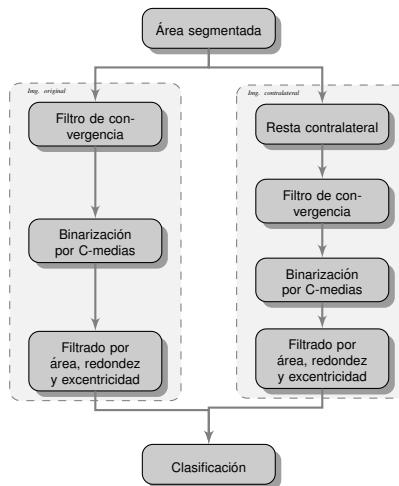 Área segmentada
Img. original
Filtro de con-
vergencia
Binarización
por C-medias
Filtrado por
área, redondez
y excentricidad
Img. contralateral
Resta contralateral
Filtro de con-
vergencia
Binarización
por C-medias
Filtrado por
área, redondez
y excentricidad
Clasificación